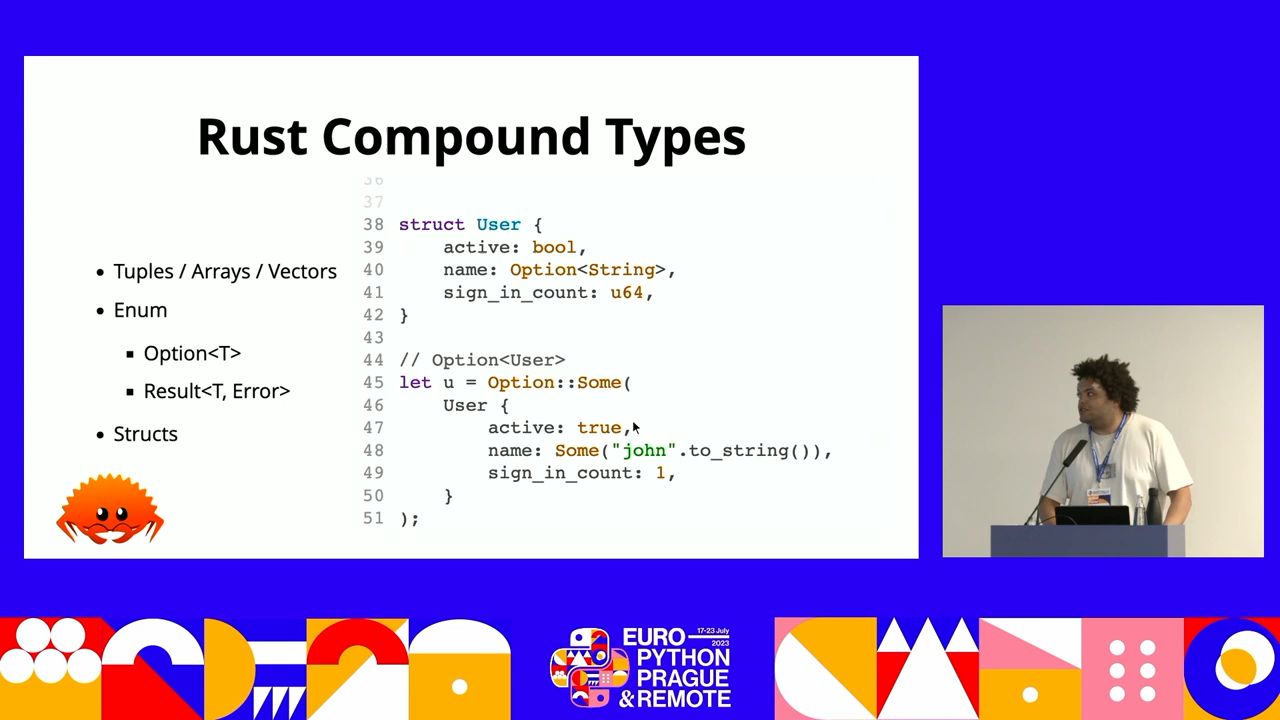 Rust Compound Types
• Tuples / Arrays / Vectors
• Enum
▪ Option<T>
▪ Result<T, Error>
• Structs
36
37
38 struct User {
39     active: bool,
40     name: Option<String>,
41     sign_in_count: u64,
42 }
43
44 // Option<User>
45 let u = Option::Some(
46     User {
47         active: true,
48         name: Some("john".to_string()),
49         sign_in_count: 1,
50     }
51 );
EURO 17-23 July 2023
PYTHON
PRAGUE
& REMOTE